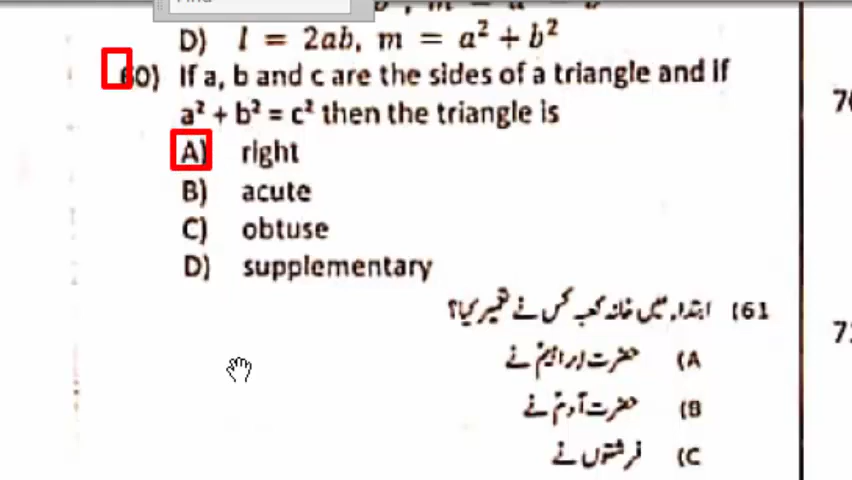 D) l = 2ab, m = a² + b²
60) If a, b and c are the sides of a triangle and if
a² + b² = c² then the triangle is
A) right
B) acute
C) obtuse
D) supplementary
61) ابتداء میں خانہ کعبہ کس نے تعمیر کیا؟
A) حضرت ابراہیمؑ نے
B) حضرت آدمؑ نے
C) فرشتوں نے